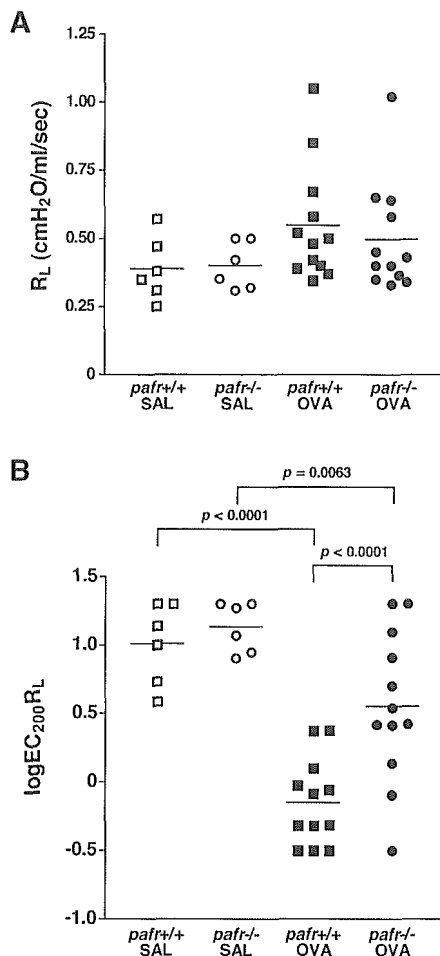 A
1.25
1.00
0.75
0.50
0.25
0
R_L (cmH₂O/ml/sec)
pafr+/+ pafr-/- pafr+/+ pafr-/-
SAL SAL OVA OVA
B
p = 0.0063
p < 0.0001
p < 0.0001
1.5
1.0
0.5
0
-0.5
-1.0
logEC₂₀₀R_L
pafr+/+ pafr-/- pafr+/+ pafr-/-
SAL SAL OVA OVA